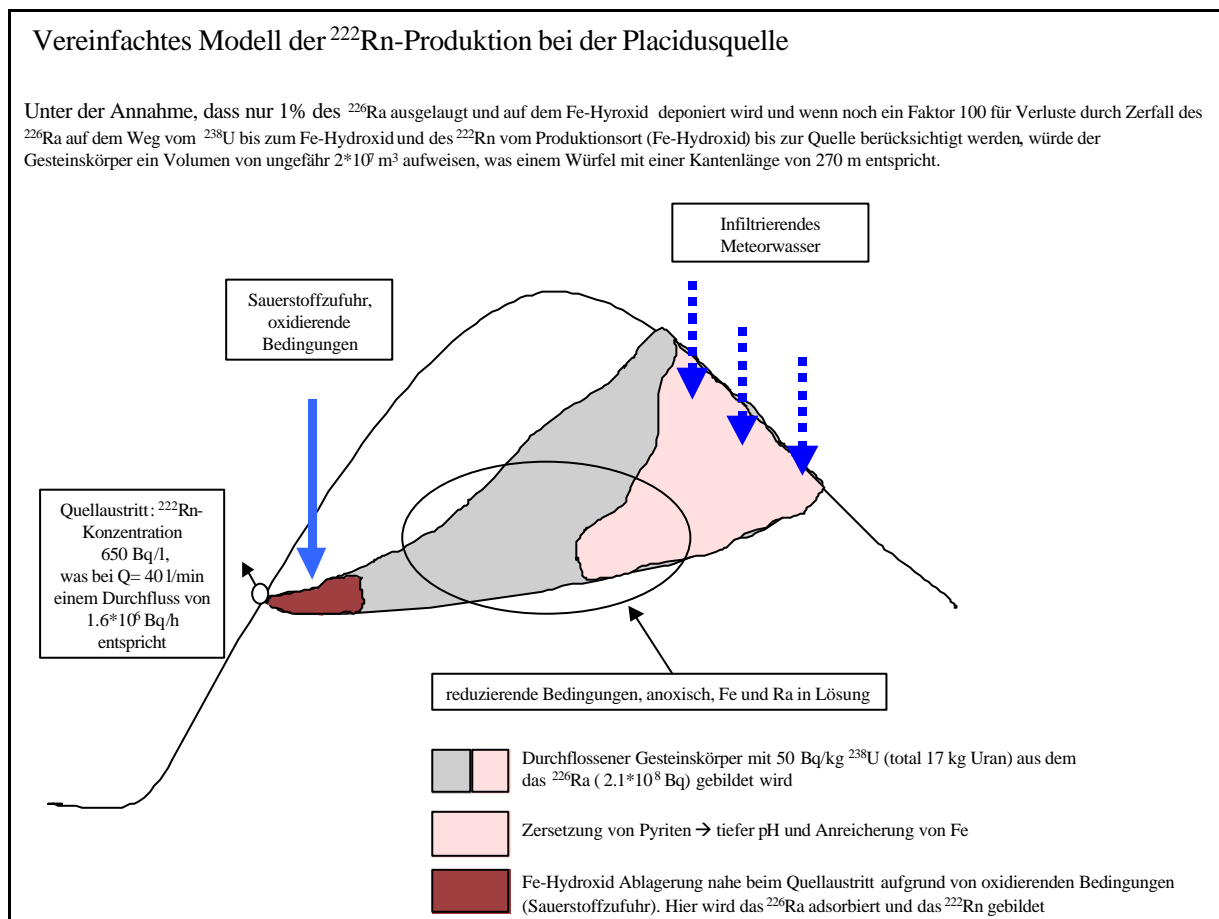 Vereinfachtes Modell der ²²²Rn-Produktion bei der Placidusquelle
Unter der Annahme, dass nur 1% des ²²⁶Ra ausgelaugt und auf dem Fe-Hyroxid deponiert wird und wenn noch ein Faktor 100 für Verluste durch Zerfall des
²²⁶Ra auf dem Weg vom ²³⁸U bis zum Fe-Hydroxid und des ²²²Rn vom Produktionsort (Fe-Hydroxid) bis zur Quelle berücksichtigt werden, würde der
Gesteinskörper ein Volumen von ungefähr 2*10⁷ m³ aufweisen, was einem Würfel mit einer Kantenlänge von 270 m entspricht.
Infiltrierendes
Meteorwasser
Sauerstoffzufuhr,
oxidierende
Bedingungen
Quellaustritt: ²²²Rn-
Konzentration
650 Bq/l,
was bei Q= 40 l/min
einem Durchfluss von
1.6*10⁶ Bq/h
entspricht
reduzierende Bedingungen, anoxisch, Fe und Ra in Lösung
Durchflossener Gesteinskörper mit 50 Bq/kg ²³⁸U (total 17 kg Uran) aus dem
das ²²⁶Ra ( 2.1*10⁸ Bq) gebildet wird
Zersetzung von Pyriten → tiefer pH und Anreicherung von Fe
Fe-Hydroxid Ablagerung nahe beim Quellaustritt aufgrund von oxidierenden Bedingungen
(Sauerstoffzufuhr). Hier wird das ²²⁶Ra adsorbiert und das ²²²Rn gebildet